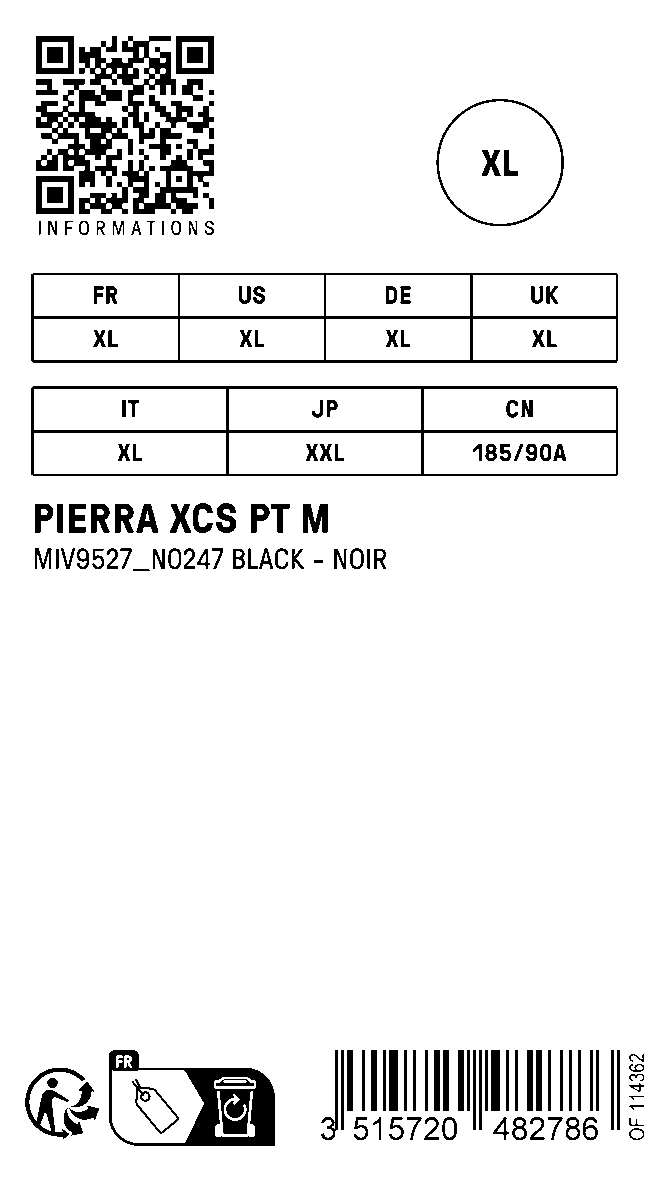 INFORMATIONS
XL
FR US DE UK
XL XL XL XL
IT JP CN
XL XXL 185/90A
PIERRA XCS PT M
MIV9527_N0247 BLACK - NOIR
FR
3 515720 482786
OF 114362